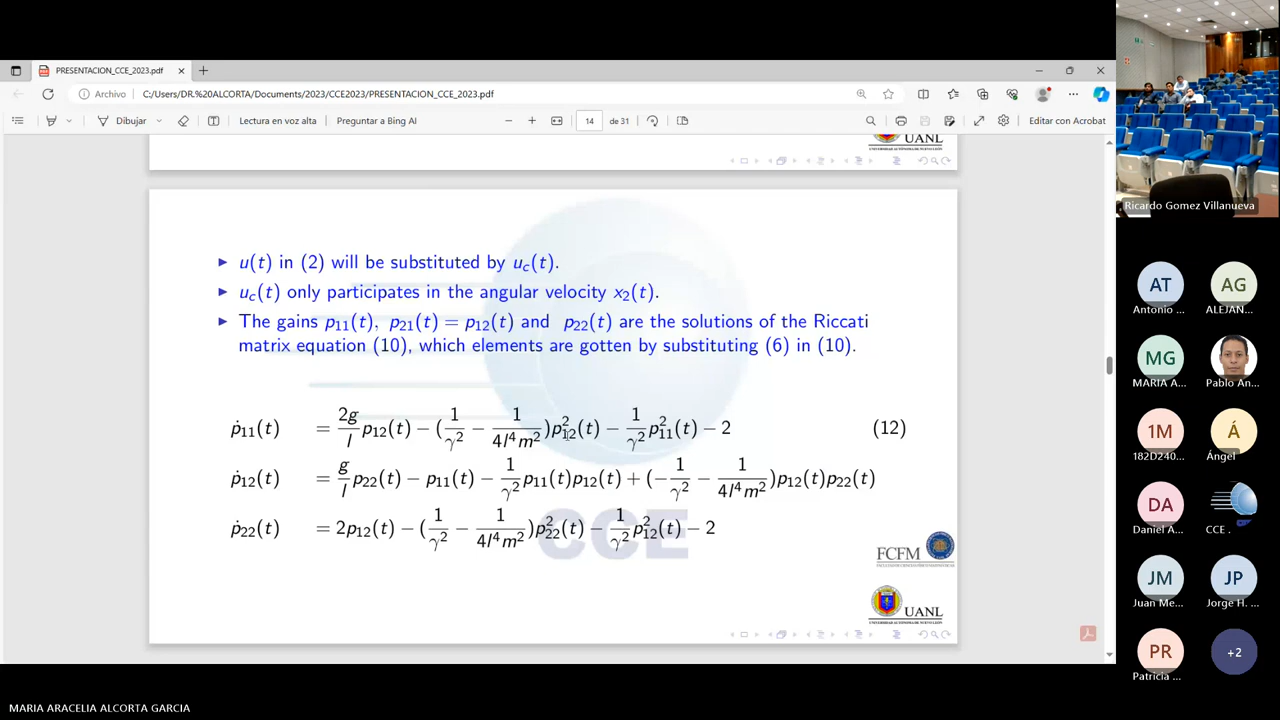 PRESENTACION_CCE_2023.pdf
Archivo C:/Users/DR.%20ALCORTA/Documents/2023/CCE2023/PRESENTACION_CCE_2023.pdf
Dibujar Lectura en voz alta Preguntar a Bing AI 14 de 31 Editar con Acrobat
UANL
u(t) in (2) will be substituted by u_c(t).
u_c(t) only participates in the angular velocity x_2(t).
The gains p_11(t), p_21(t) = p_12(t) and p_22(t) are the solutions of the Riccati
matrix equation (10), which elements are gotten by substituting (6) in (10).
ṗ_11(t) = 2g/l p_12(t) − (1/γ² − 1/4l⁴m²)p²_12(t) − 1/γ² p²_11(t) − 2 (12)
ṗ_12(t) = g/l p_22(t) − p_11(t) − 1/γ² p_11(t)p_12(t) + (−1/γ² − 1/4l⁴m²)p_12(t)p_22(t)
ṗ_22(t) = 2p_12(t) − (1/γ² − 1/4l⁴m²)p²_22(t) − 1/γ² p²_12(t) − 2
CCE
FCFM
UANL
Ricardo Gomez Villanueva
AT AG
Antonio ... ALEJAN...
MG
MARIA A... Pablo An...
1M Á
182D240... Ángel
DA
Daniel A... CCE .
JM JP
Juan Me... Jorge H. ...
PR +2
Patricia ...
MARIA ARACELIA ALCORTA GARCIA